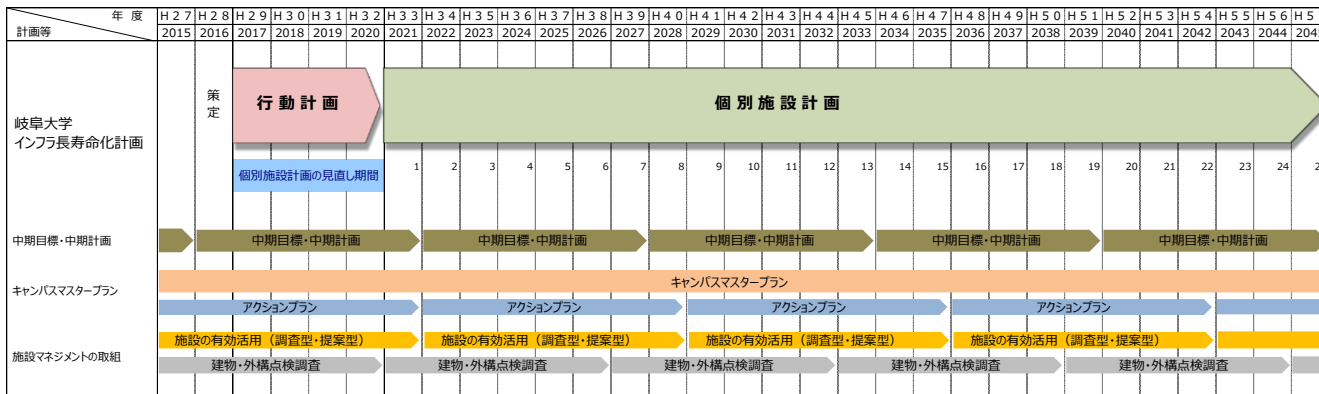 年 度 H27 H28 H29 H30 H31 H32 H33 H34 H35 H36 H37 H38 H39 H40 H41 H42 H43 H44 H45 H46 H47 H48 H49 H50 H51 H52 H53 H54 H55 H56 H5
計画等 2015 2016 2017 2018 2019 2020 2021 2022 2023 2024 2025 2026 2027 2028 2029 2030 2031 2032 2033 2034 2035 2036 2037 2038 2039 2040 2041 2042 2043 2044 2045
岐阜大学
インフラ長寿命化計画
策定
行動計画
個別施設計画
個別施設計画の見直し期間
1 2 3 4 5 6 7 8 9 10 11 12 13 14 15 16 17 18 19 20 21 22 23 24 2
中期目標・中期計画
中期目標・中期計画 中期目標・中期計画 中期目標・中期計画 中期目標・中期計画 中期目標・中期計画
キャンパスマスタープラン
キャンパスマスタープラン
アクションプラン アクションプラン アクションプラン アクションプラン
施設マネジメントの取組
施設の有効活用（調査型・提案型） 施設の有効活用（調査型・提案型） 施設の有効活用（調査型・提案型） 施設の有効活用（調査型・提案型）
建物・外構点検調査 建物・外構点検調査 建物・外構点検調査 建物・外構点検調査 建物・外構点検調査